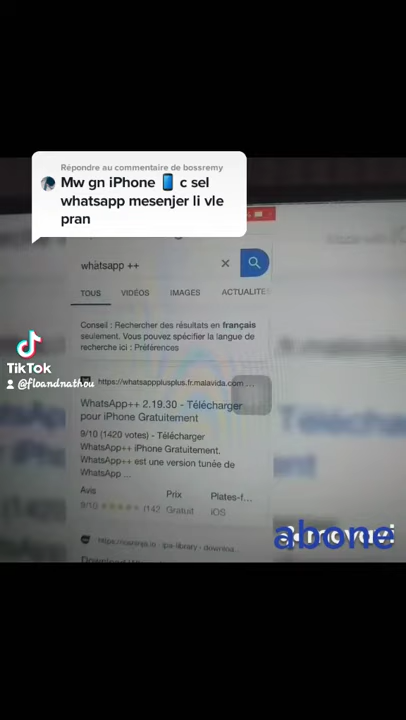 Répondre au commentaire de bossremy
Mw gn iPhone 📱 c sel
whatsapp mesenjer li vle
pran
whatsapp ++
TOUS VIDÉOS IMAGES ACTUALITE
Conseil : Rechercher des résultats en français
seulement. Vous pouvez spécifier la langue de
recherche ici : Préférences
TikTok
@floandnathou
https://whatsappplusplus.fr.malavida.com ...
WhatsApp++ 2.19.30 - Télécharger
pour iPhone Gratuitement
9/10 (1420 votes) - Télécharger
WhatsApp++ iPhone Gratuitement.
WhatsApp++ est une version tunée de
WhatsApp ...
Avis Prix Plates-f...
9/10 (142 Gratuit iOS
abone